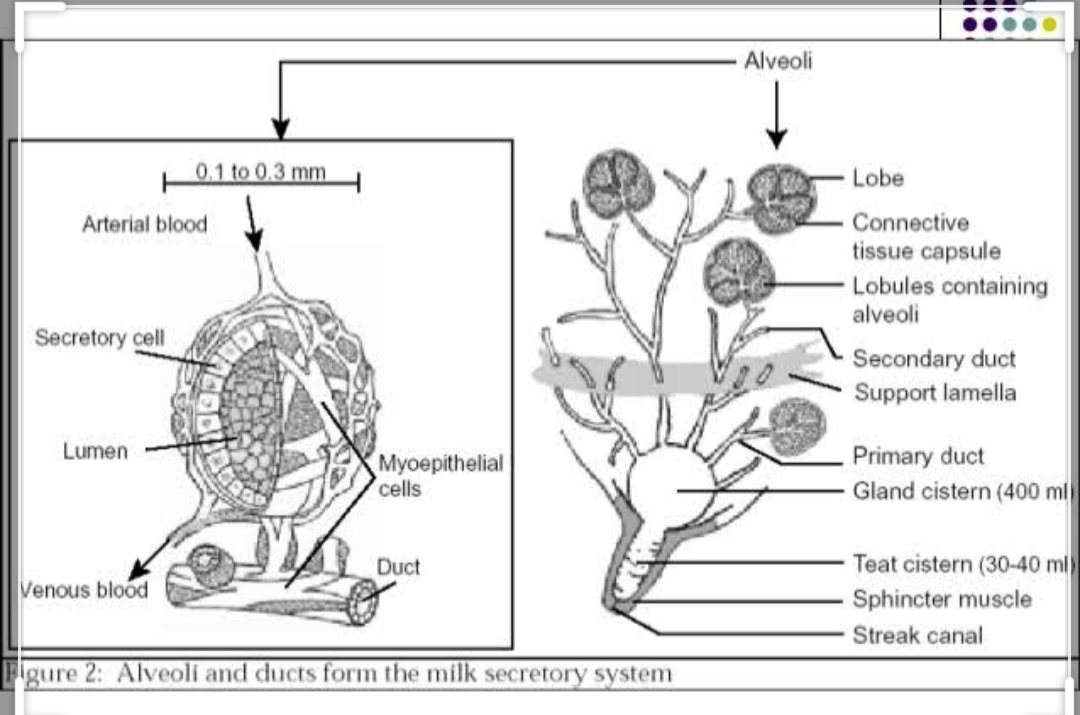 Alveoli
0.1 to 0.3 mm
Arterial blood
Secretory cell
Lumen
Myoepithelial
cells
Venous blood
Duct
Lobe
Connective
tissue capsule
Lobules containing
alveoli
Secondary duct
Support lamella
Primary duct
Gland cistern (400 ml)
Teat cistern (30-40 ml)
Sphincter muscle
Streak canal
Figure 2: Alveoli and ducts form the milk secretory system